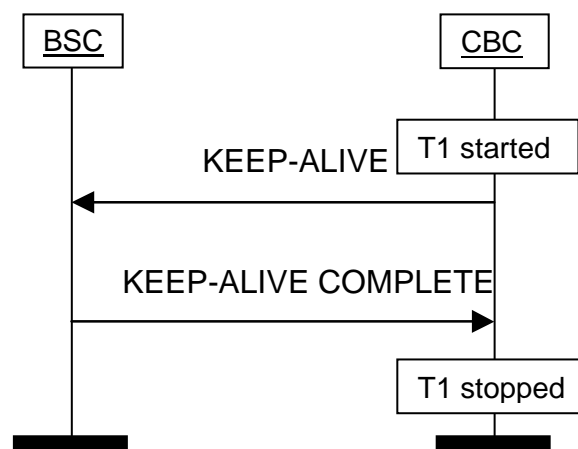 BSC
CBC
T1 started
KEEP-ALIVE
KEEP-ALIVE COMPLETE
T1 stopped